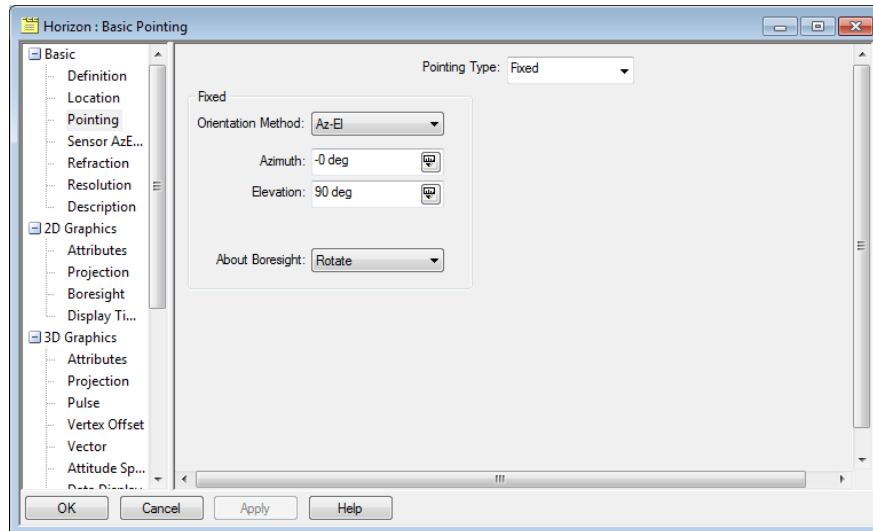 Horizon : Basic Pointing
Basic
Definition
Location
Pointing
Sensor AzE...
Refraction
Resolution
Description
2D Graphics
Attributes
Projection
Boresight
Display Ti...
3D Graphics
Attributes
Projection
Pulse
Vertex Offset
Vector
Attitude Sp...
Pointing Type: Fixed
Fixed
Orientation Method: Az-El
Azimuth: -0 deg
Elevation: 90 deg
About Boresight: Rotate
OK Cancel Apply Help